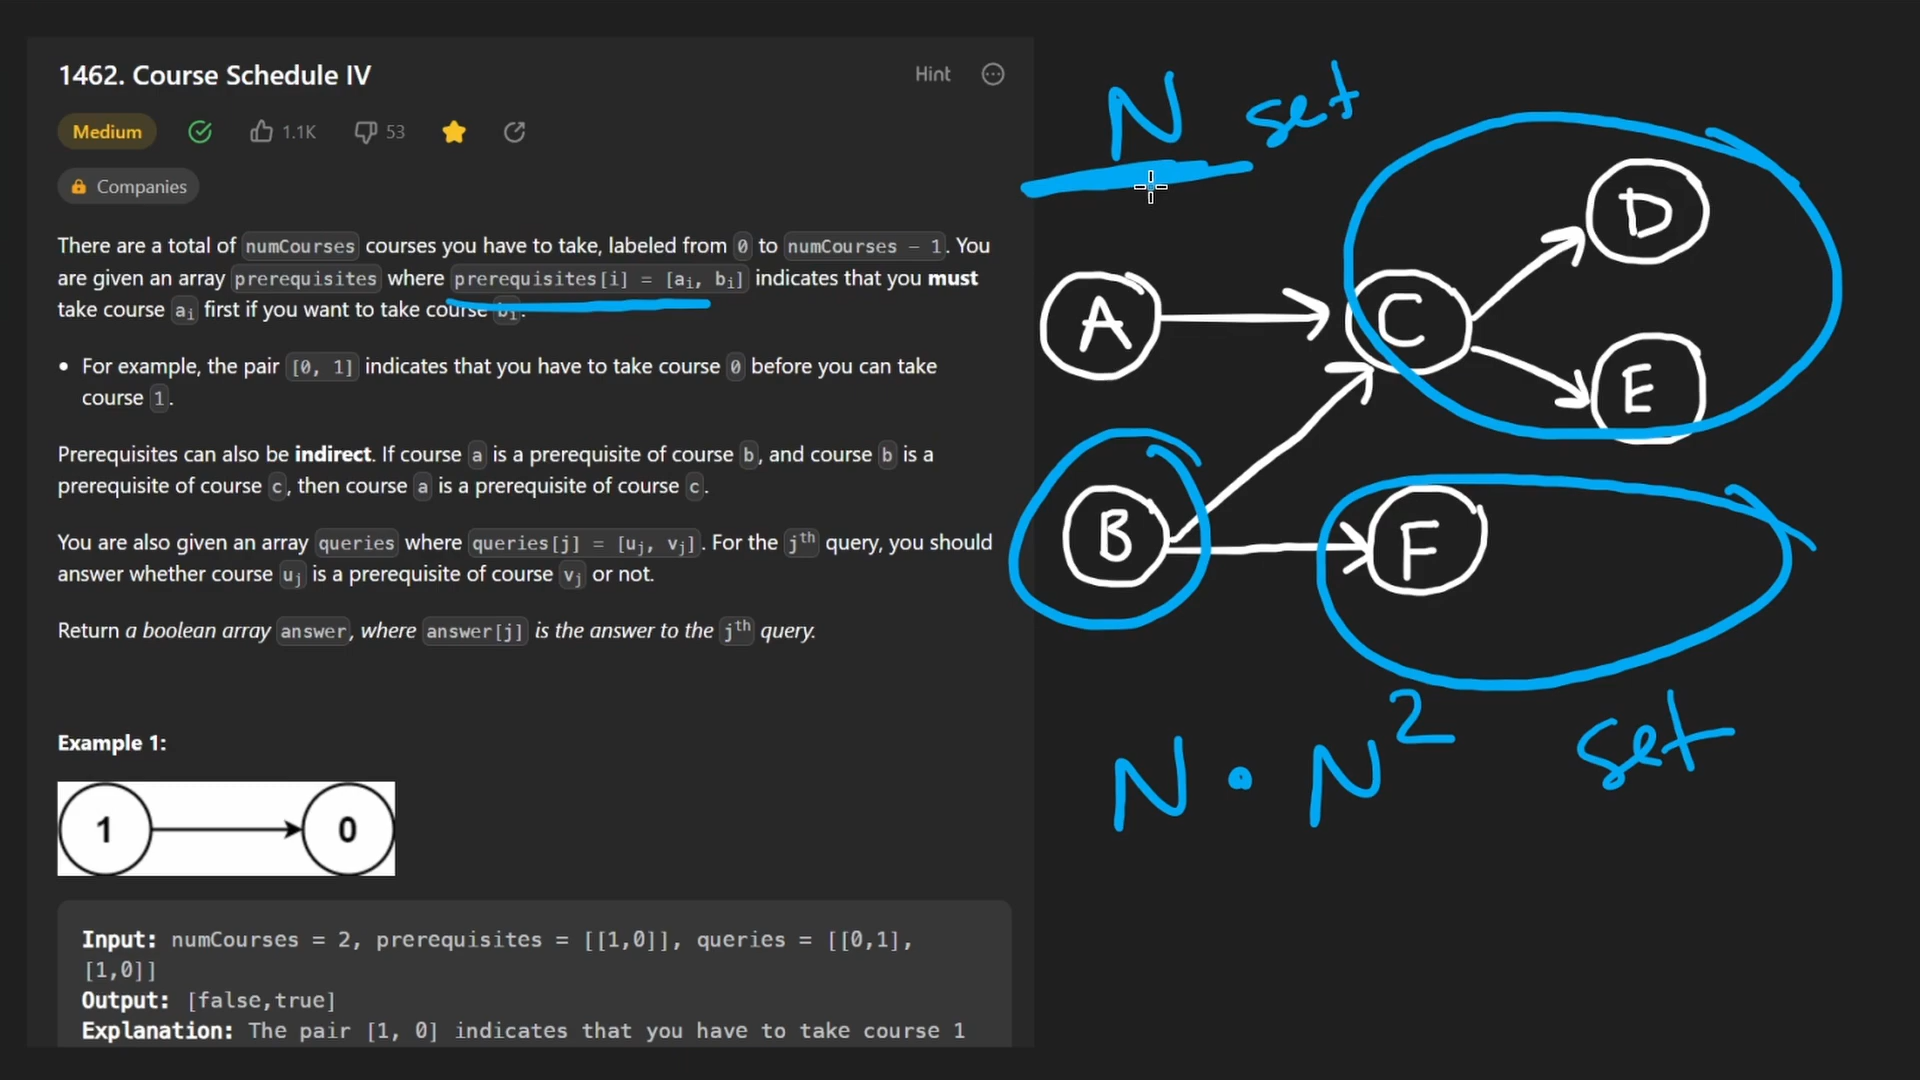 1462. Course Schedule IV
Hint
Medium
1.1K
53
Companies
There are a total of numCourses courses you have to take, labeled from 0 to numCourses - 1. You
are given an array prerequisites where prerequisites[i] = [ai, bi] indicates that you must
take course ai first if you want to take course bi.
• For example, the pair [0, 1] indicates that you have to take course 0 before you can take
course 1.
Prerequisites can also be indirect. If course a is a prerequisite of course b, and course b is a
prerequisite of course c, then course a is a prerequisite of course c.
You are also given an array queries where queries[j] = [uj, vj]. For the jth query, you should
answer whether course uj is a prerequisite of course vj or not.
Return a boolean array answer, where answer[j] is the answer to the jth query.
Example 1:
1
0
Input: numCourses = 2, prerequisites = [[1,0]], queries = [[0,1],
[1,0]]
Output: [false,true]
Explanation: The pair [1, 0] indicates that you have to take course 1
N set
D
A
C
E
B
F
N · N²
set